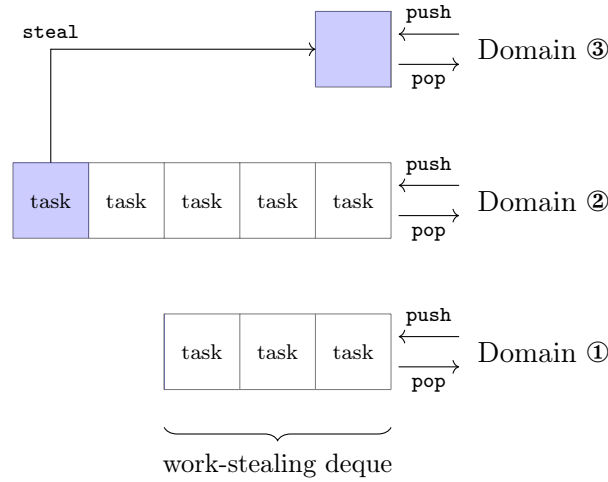 steal
push
pop
Domain ③
task task task task task
push
pop
Domain ②
task task task
push
pop
Domain ①
work-stealing deque